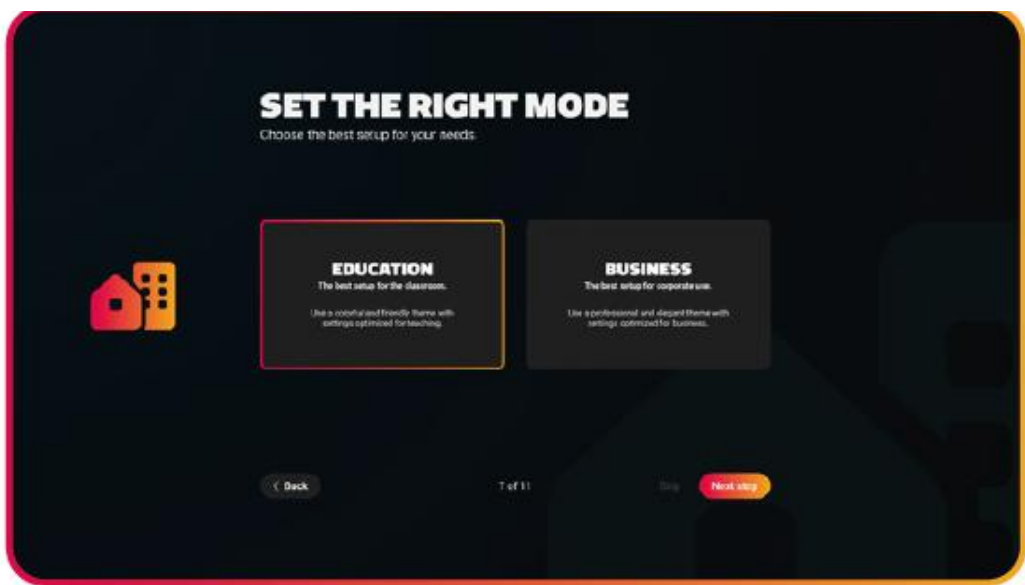 SET THE RIGHT MODE
Choose the best setup for your needs.
EDUCATION
The best setup for the classroom.
Use a colorful and friendly theme with
settings optimized for teaching.
BUSINESS
The best setup for corporate use.
Use a professional and elegant theme with
settings optimized for business.
Back
7 of 11
Skip
Next step